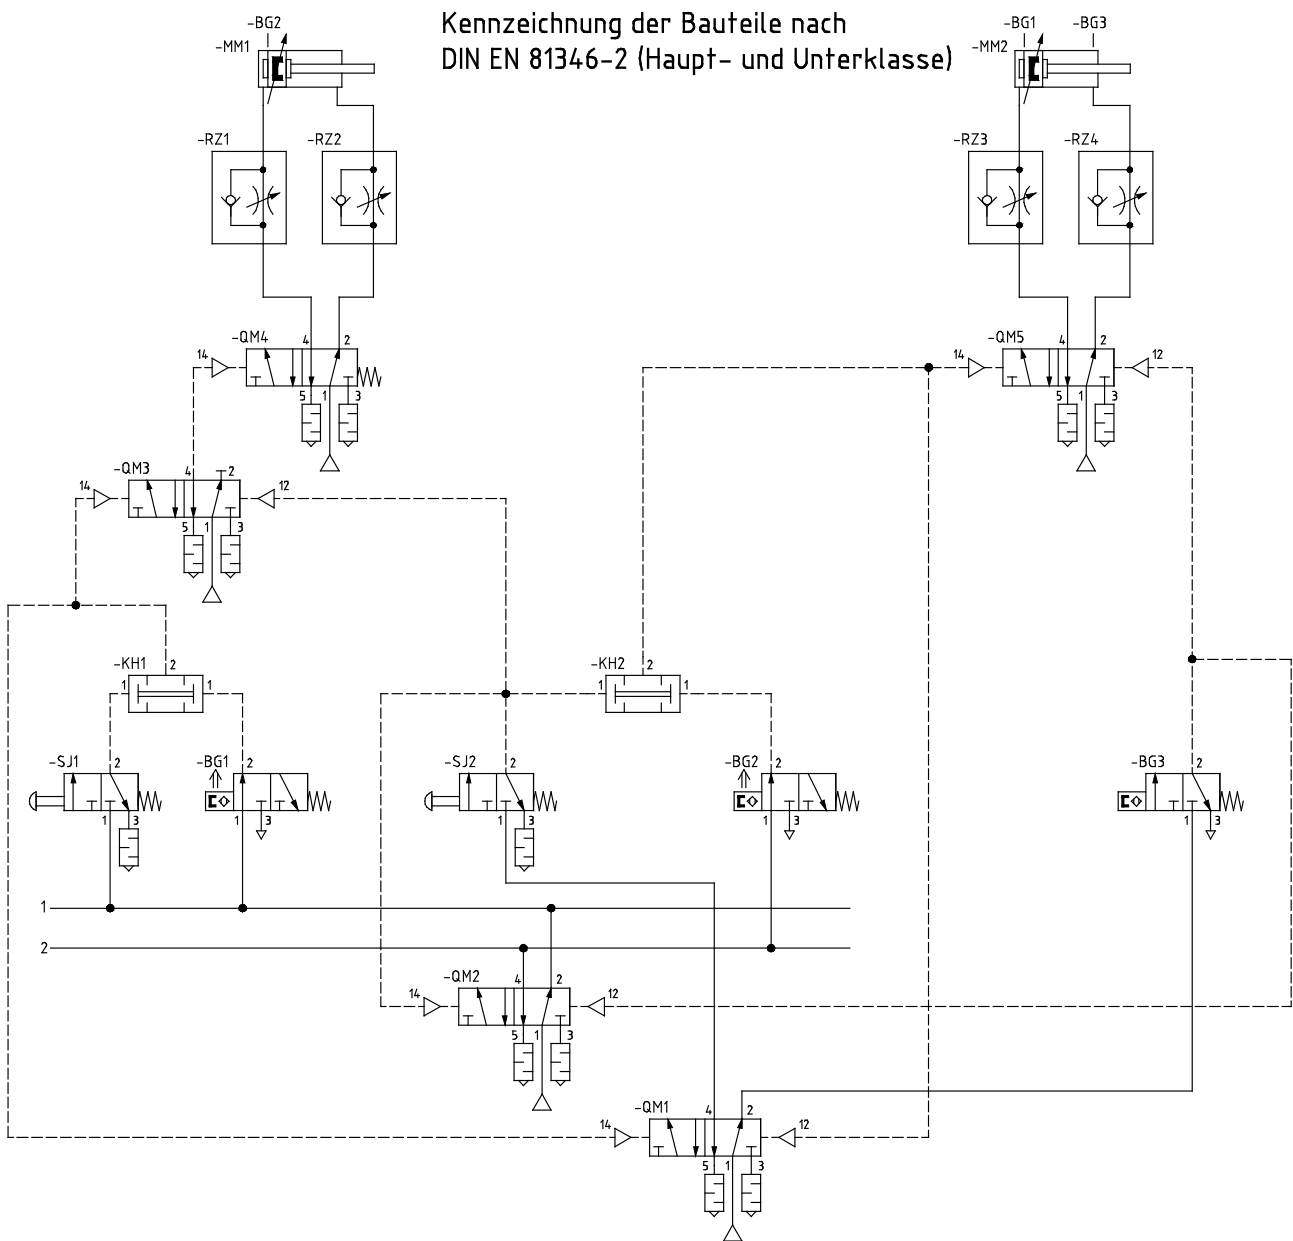 -BG2
Kennzeichnung der Bauteile nach
-BG1 -BG3
-MM1
DIN EN 81346-2 (Haupt- und Unterklasse)
-MM2
-RZ1 -RZ2 -RZ3 -RZ4
-QM4 4 2
14
5 1 3
-QM5 4 2
14 12
5 1 3
-QM3 4 2
14 12
5 1 3
-KH1 2
1 1
-KH2 2
1 1
-SJ1 2
1 3
-BG1 2
1 3
-SJ2 2
1 3
-BG2 2
1 3
-BG3 2
1 3
1
2
-QM2 4 2
14 12
5 1 3
-QM1 4 2
14 12
5 1 3